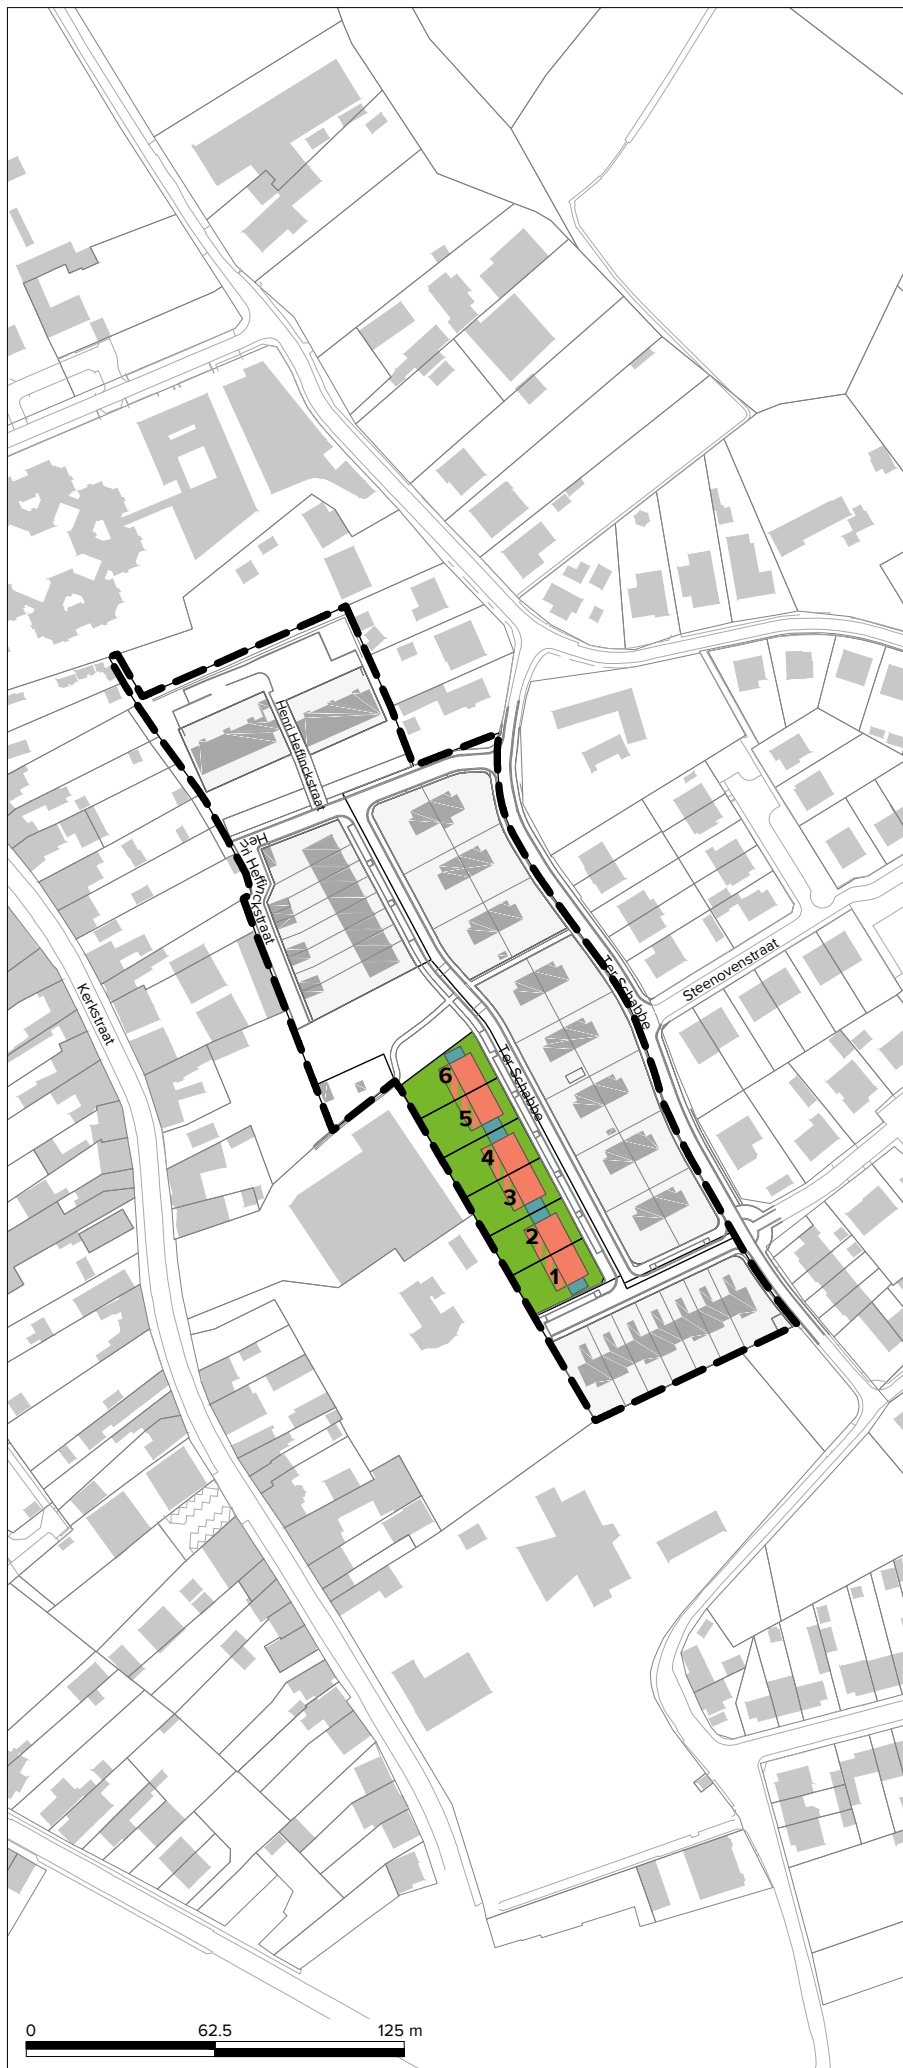 Henri Heffinckstraat
Henri Heffinckstraat
Ter Schabbe
Steenovenstraat
Kerkstraat
Ter Schabbe
6
5
4
3
2
1
0 62.5 125 m